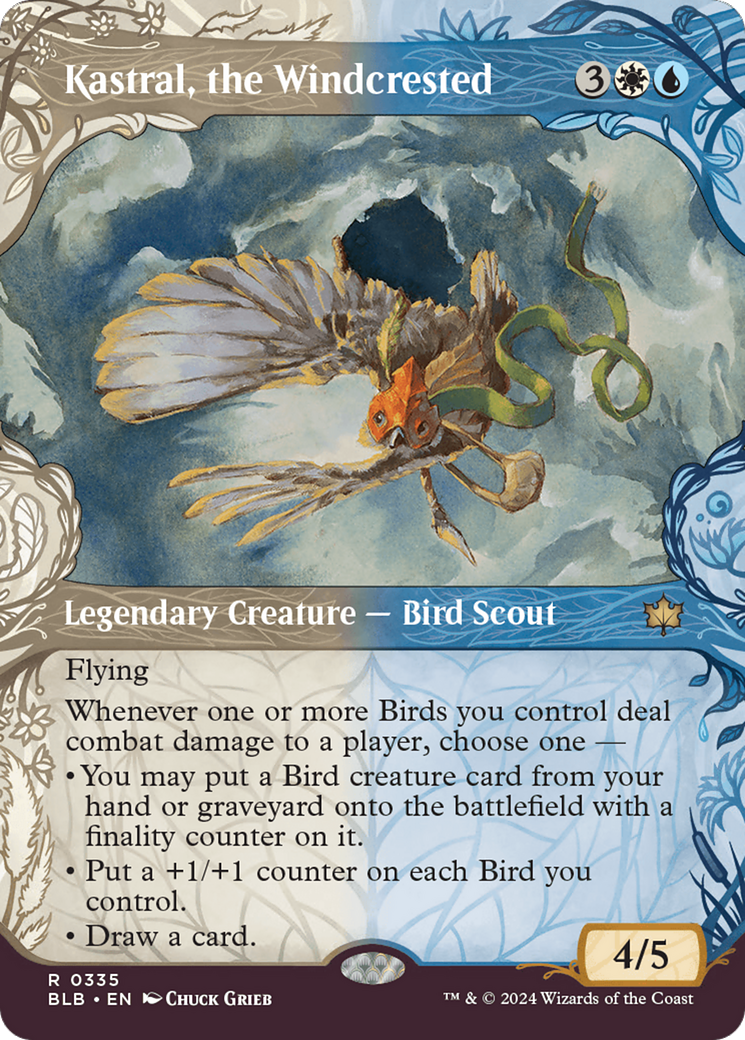 Kastral, the Windcrested 3
Legendary Creature — Bird Scout
Flying
Whenever one or more Birds you control deal
combat damage to a player, choose one —
• You may put a Bird creature card from your
hand or graveyard onto the battlefield with a
finality counter on it.
• Put a +1/+1 counter on each Bird you
control.
• Draw a card.
4/5
R 0335
BLB • EN Chuck Grieb
™ & © 2024 Wizards of the Coast